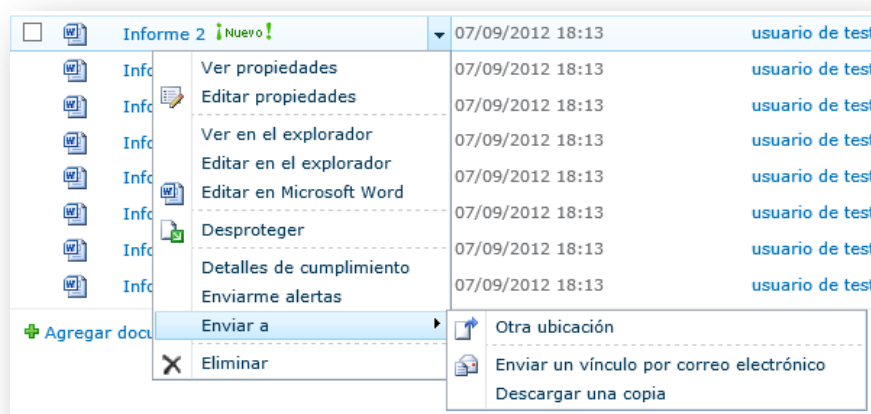 Informe 2 ¡Nuevo! 07/09/2012 18:13 usuario de test
Ver propiedades 07/09/2012 18:13 usuario de test
Editar propiedades 07/09/2012 18:13 usuario de test
Ver en el explorador 07/09/2012 18:13 usuario de test
Editar en el explorador
Editar en Microsoft Word 07/09/2012 18:13 usuario de test
Desproteger 07/09/2012 18:13 usuario de test
Detalles de cumplimiento 07/09/2012 18:13 usuario de test
Enviarme alertas 07/09/2012 18:13 usuario de test
Agregar
Enviar a
Eliminar
Otra ubicación
Enviar un vínculo por correo electrónico
Descargar una copia